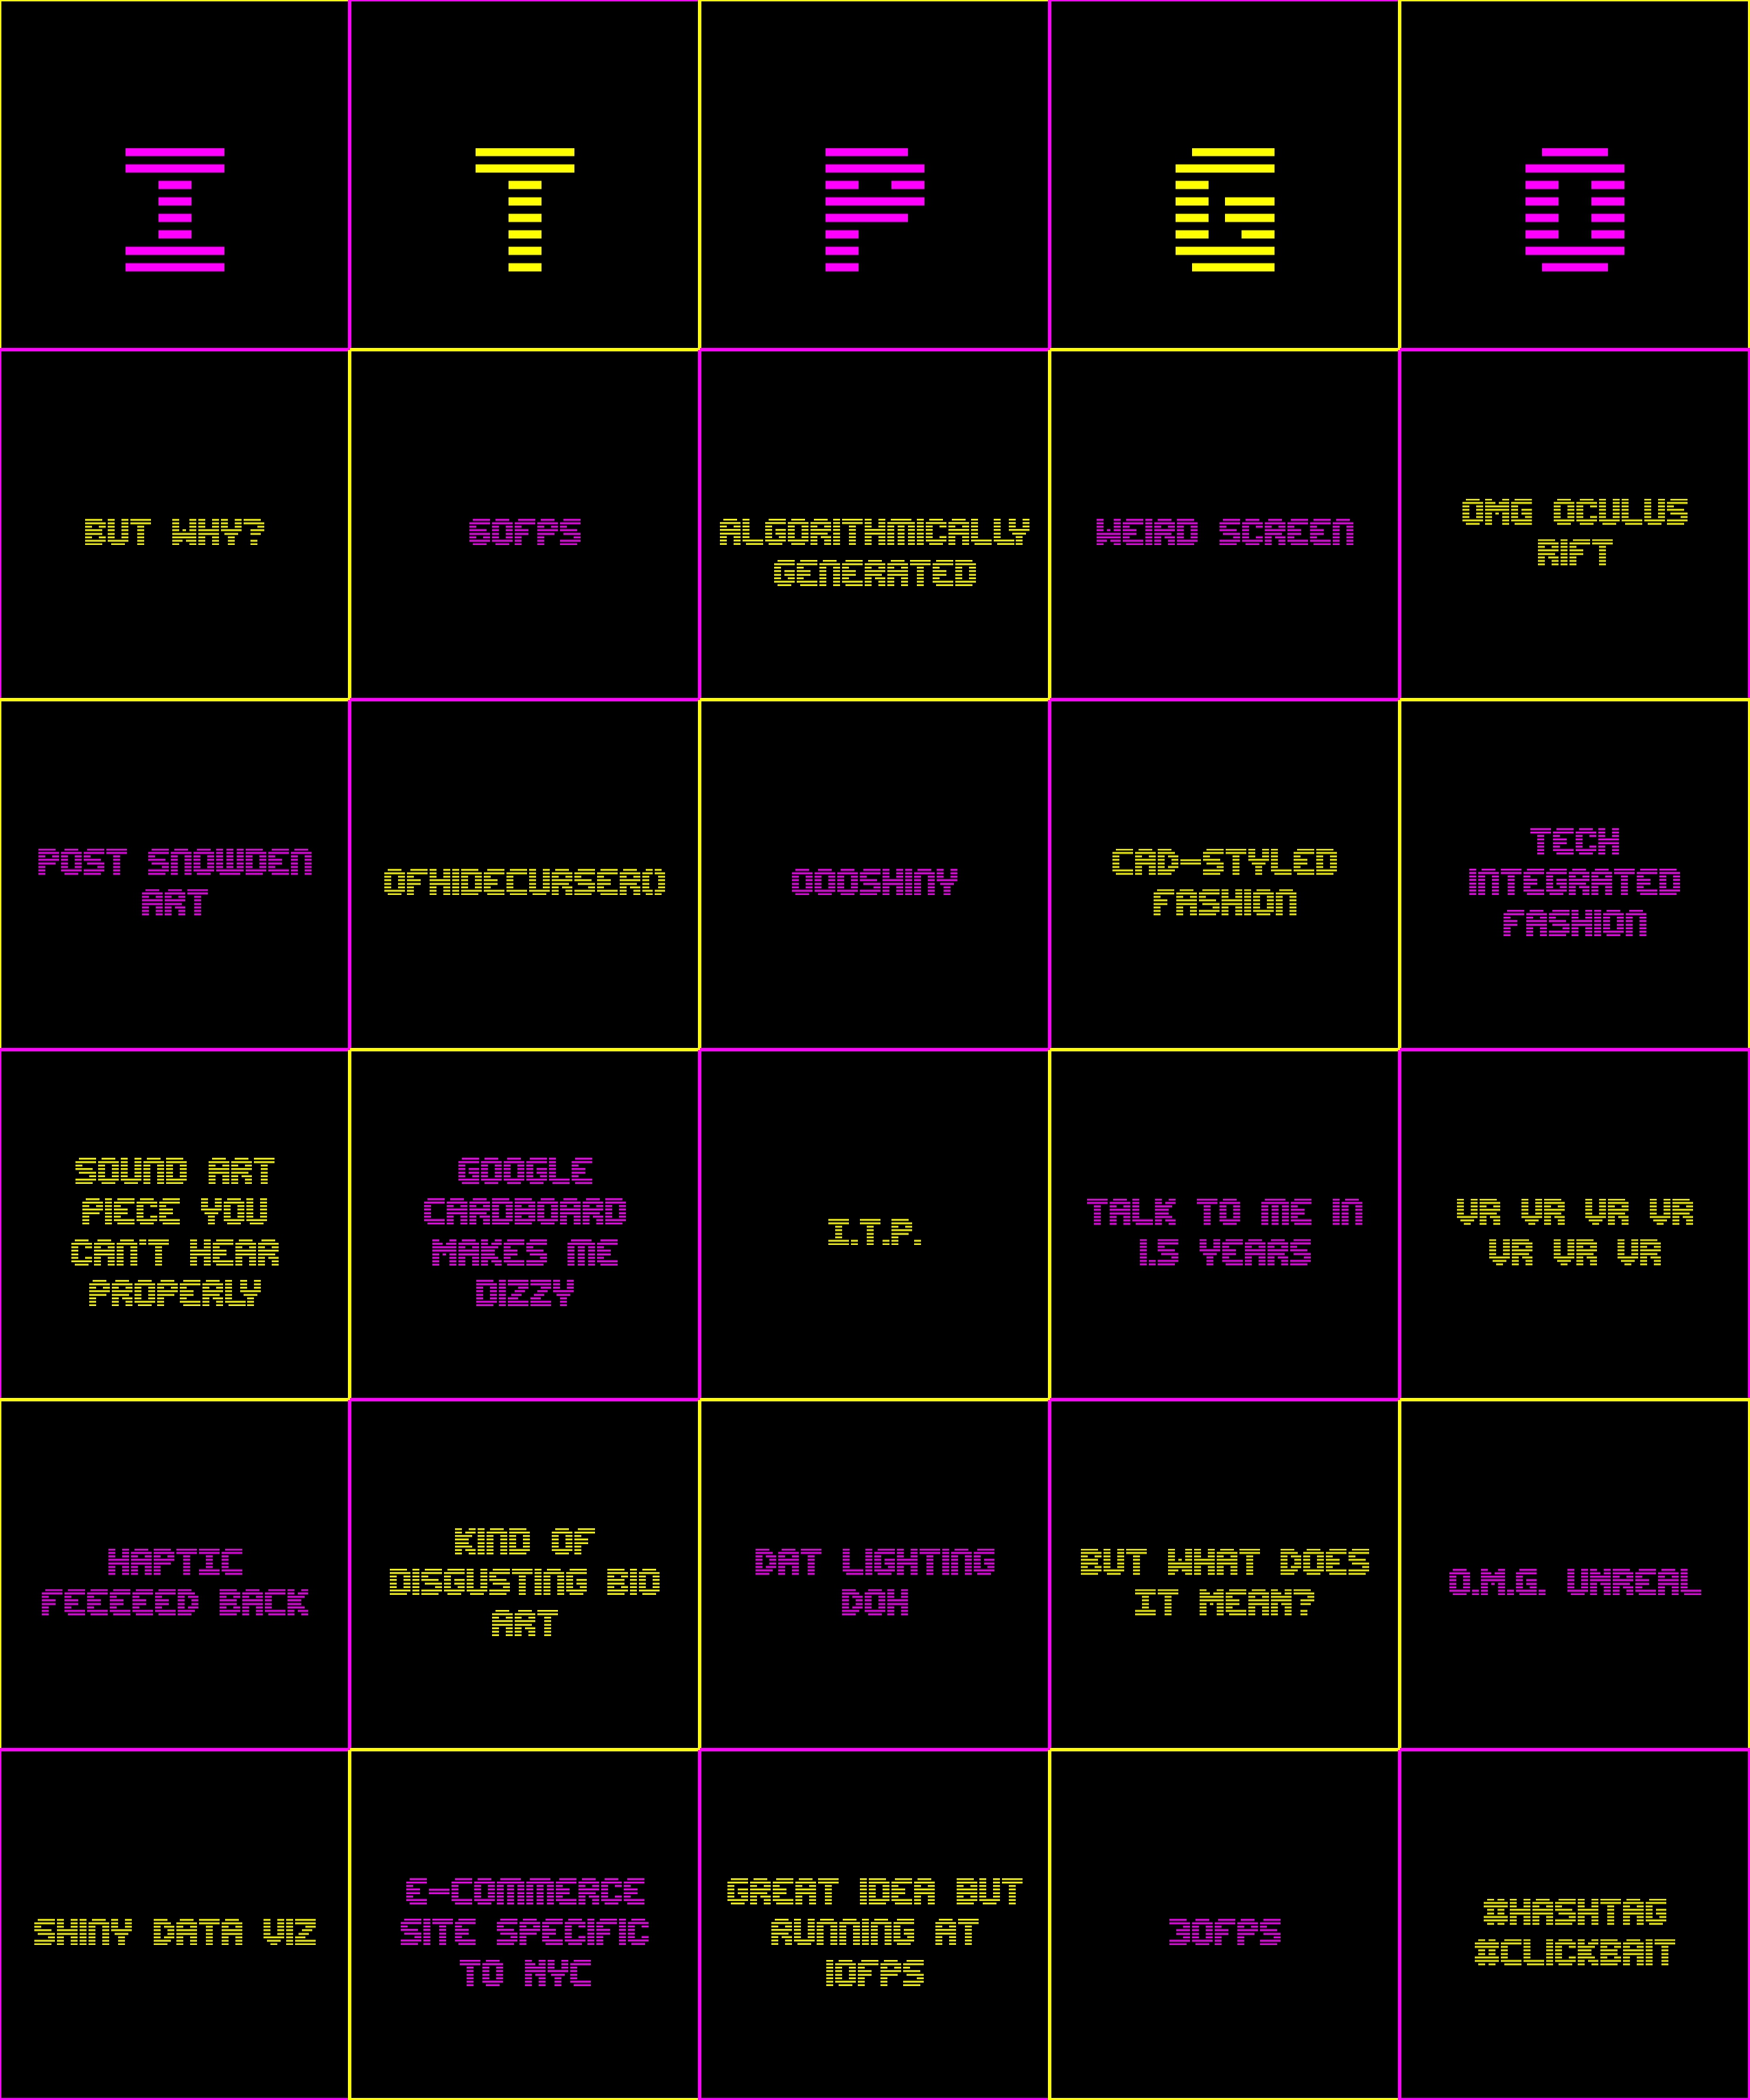 I T P G O
BUT WHY?
60FPS
ALGORITHMICALLY
GENERATED
WEIRD SCREEN
OMG OCULUS
RIFT
POST SNOWDEN
ART
OFHIDECURSER()
OOOSHINY
CAD-STYLED
FASHION
TECH
INTEGRATED
FASHION
SOUND ART
PIECE YOU
CAN'T HEAR
PROPERLY
GOOGLE
CARDBOARD
MAKES ME
DIZZY
I.T.P.
TALK TO ME IN
15 YEARS
VR VR VR VR
VR VR VR
HAPTIC
FEEEEED BACK
KIND OF
DISGUSTING BIO
ART
DAT LIGHTING
DOH
BUT WHAT DOES
IT MEAN?
O.M.G. UNREAL
SHINY DATA VIZ
E-COMMERCE
SITE SPECIFIC
TO NYC
GREAT IDEA BUT
RUNNING AT
10FPS
30FPS
#HASHTAG
#CLICKBAIT